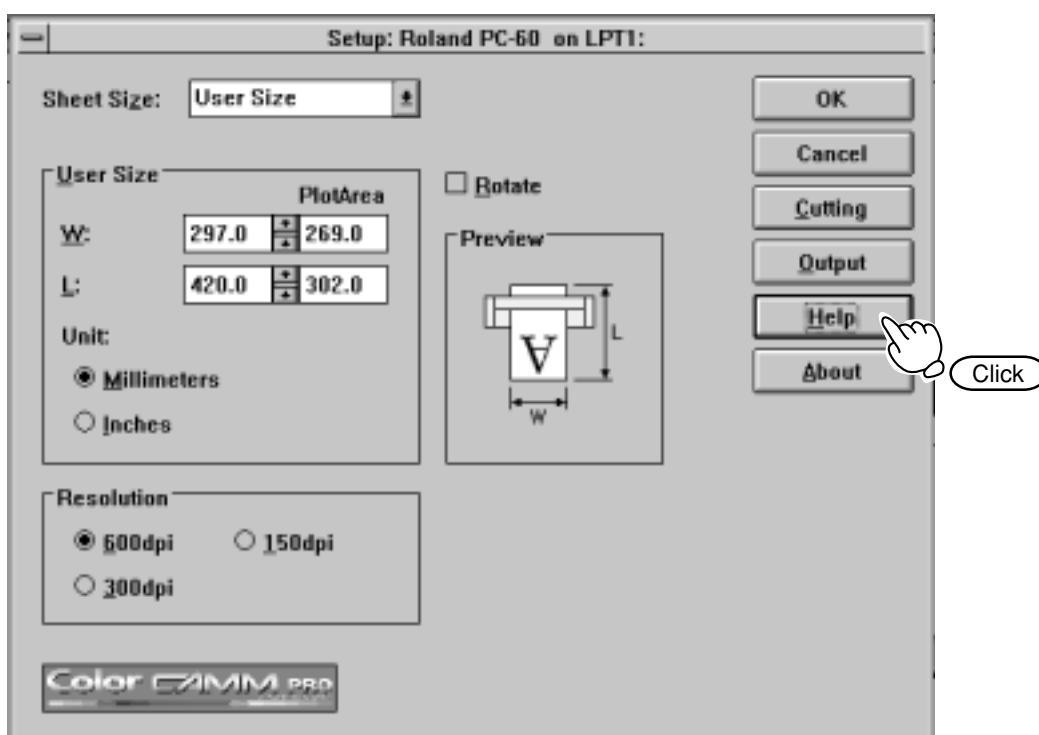 Setup: Roland PC-60 on LPT1:
Sheet Size: User Size
OK
Cancel
Cutting
Output
Help
About
Click
User Size
PlotArea
W: 297.0 269.0
L: 420.0 302.0
Unit:
Millimeters
Inches
Rotate
Preview
A
L
W
Resolution
600dpi 150dpi
300dpi
Color CAMM PRO